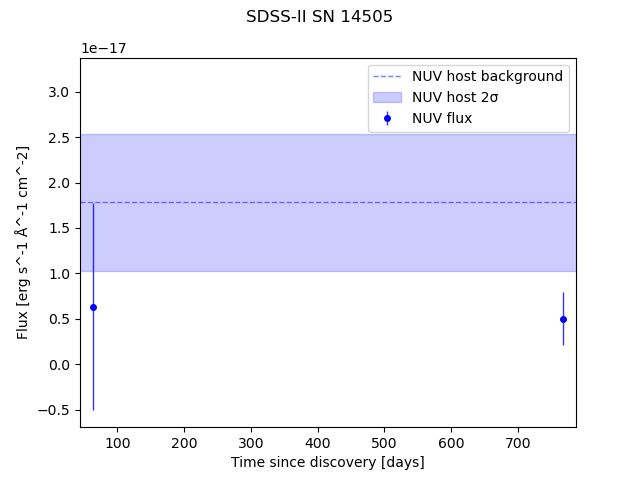 SDSS-II SN 14505
1e−17
NUV host background
NUV host 2σ
NUV flux
3.0
2.5
2.0
1.5
1.0
0.5
0.0
−0.5
Flux [erg s^-1 Å^-1 cm^-2]
100 200 300 400 500 600 700
Time since discovery [days]